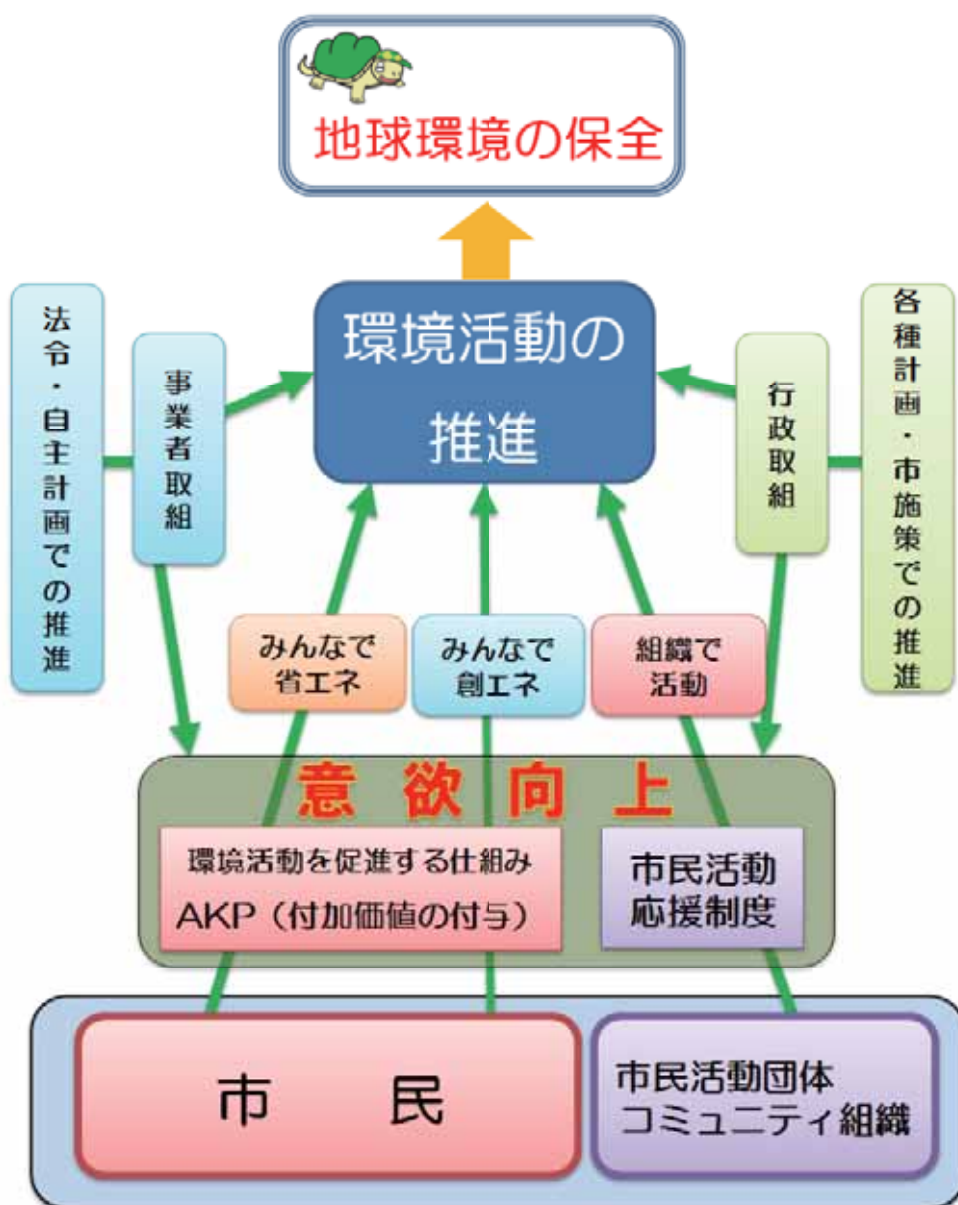 地球環境の保全
環境活動の
推進
法令・自主計画での推進
事業者取組
行政取組
各種計画・市施策での推進
みんなで
省エネ
みんなで
創エネ
組織で
活動
意欲向上
環境活動を促進する仕組み
AKP（付加価値の付与）
市民活動
応援制度
市　民
市民活動団体
コミュニティ組織